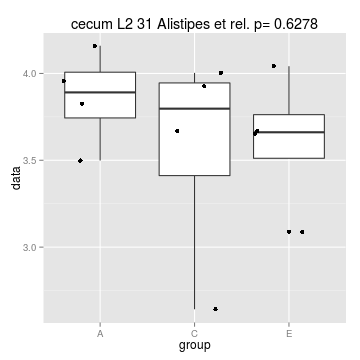 cecum L2 31 Alistipes et rel. p= 0.6278
4.0
3.5
3.0
data
A
C
E
group